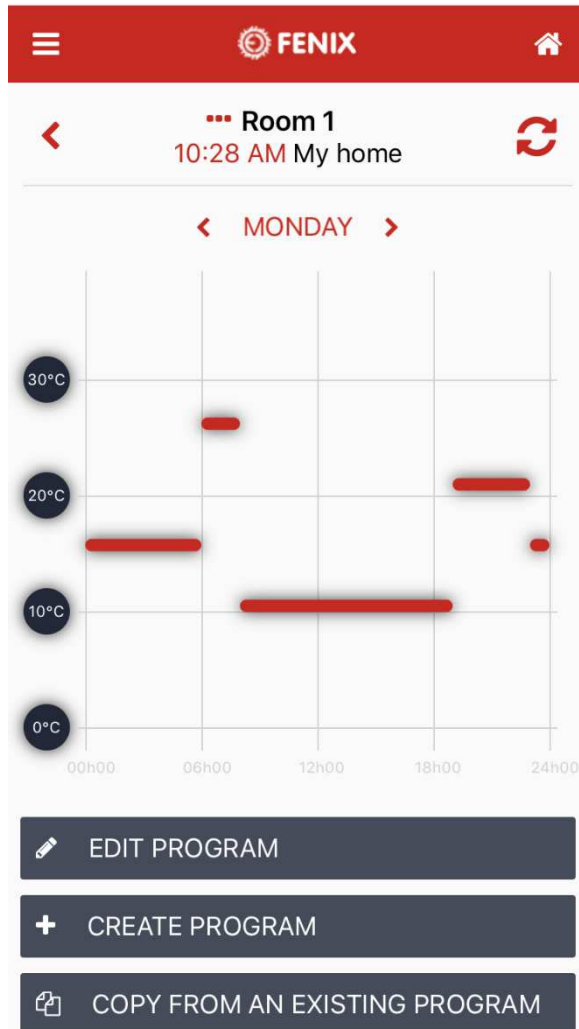 FENIX
Room 1
10:28 AM My home
MONDAY
30°C
20°C
10°C
0°C
00h00 06h00 12h00 18h00 24h00
EDIT PROGRAM
CREATE PROGRAM
COPY FROM AN EXISTING PROGRAM